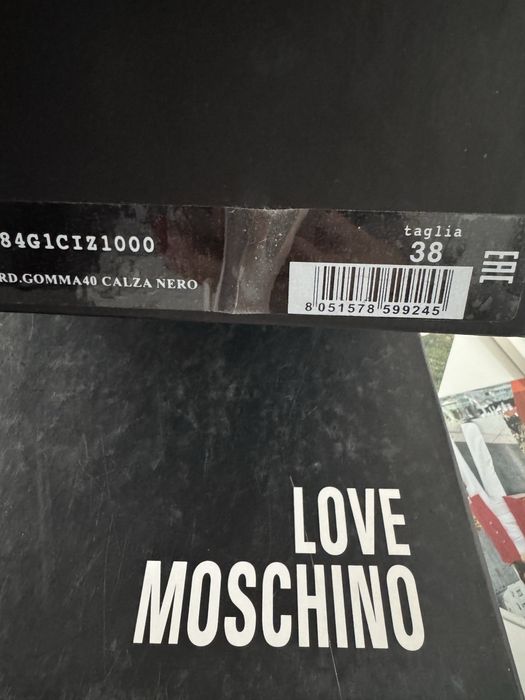 84G1CIZ1000
taglia
38
RD.GOMMA40 CALZA NERO
8 051578 599245
EAC
LOVE
MOSCHINO